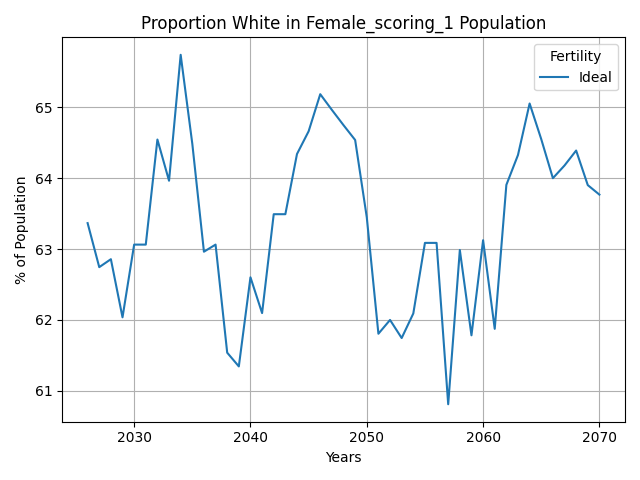 Proportion White in Female_scoring_1 Population
Fertility
Ideal
% of Population
65
64
63
62
61
2030
2040
2050
2060
2070
Years